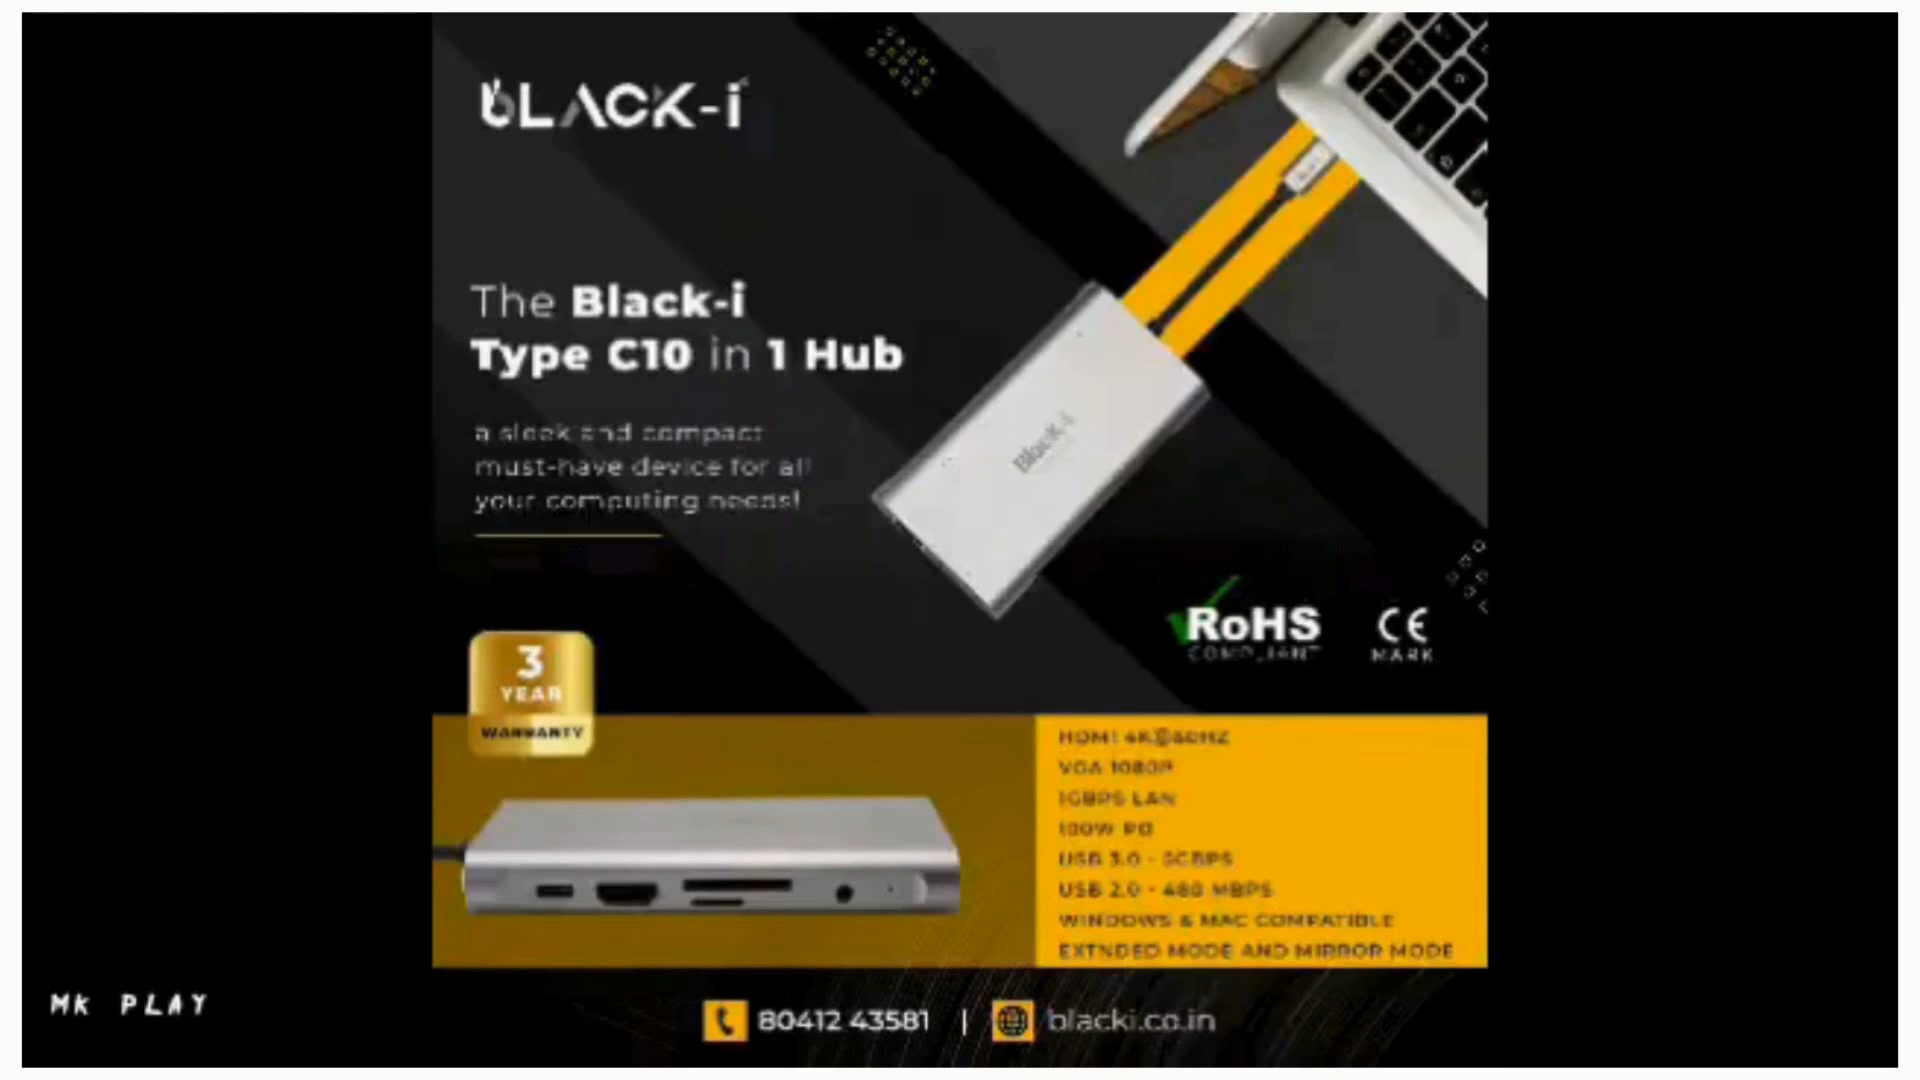 bLACK-i
The Black-i
Type C10 in 1 Hub
a sleek and compact
must-have device for all
your computing needs!
BlacK-i
RoHS
COMPLIANT
CE
MARK
3
YEAR
WARRANTY
HDMI 4K@60HZ
VGA 1080P
1GBPS LAN
100W PD
USB 3.0 - 5GBPS
USB 2.0 - 480 MBPS
WINDOWS & MAC COMPATIBLE
EXTNDED MODE AND MIRROR MODE
MK PLAY
80412 43581 | blacki.co.in